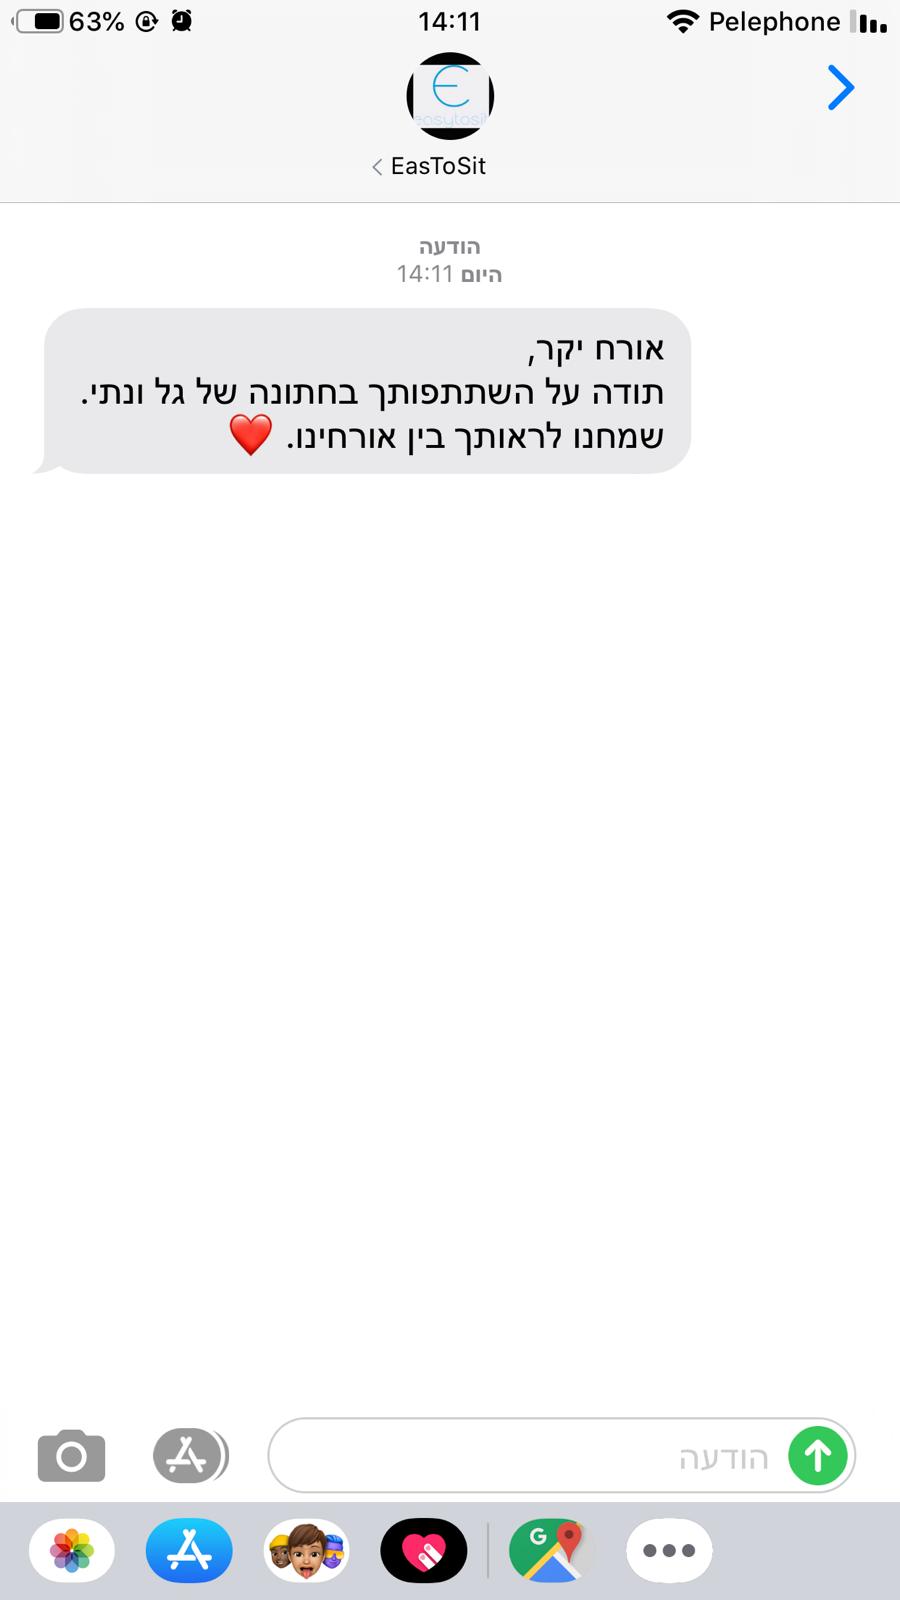 63%
14:11
Pelephone
easytosit
EasToSit
הודעה
היום 14:11
אורח יקר,
תודה על השתתפותך בחתונה של גל ונתי.
שמחנו לראותך בין אורחינו. ❤️
הודעה
G